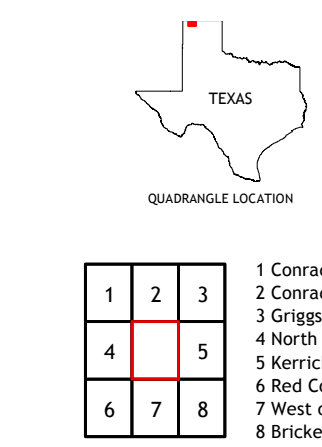 TEXAS
QUADRANGLE LOCATION
1 2 3
4 5
6 7 8
1 Conrad
2 Conrad
3 Griggs
4 North
5 Kerric
6 Red Co
7 West
8 Bricke